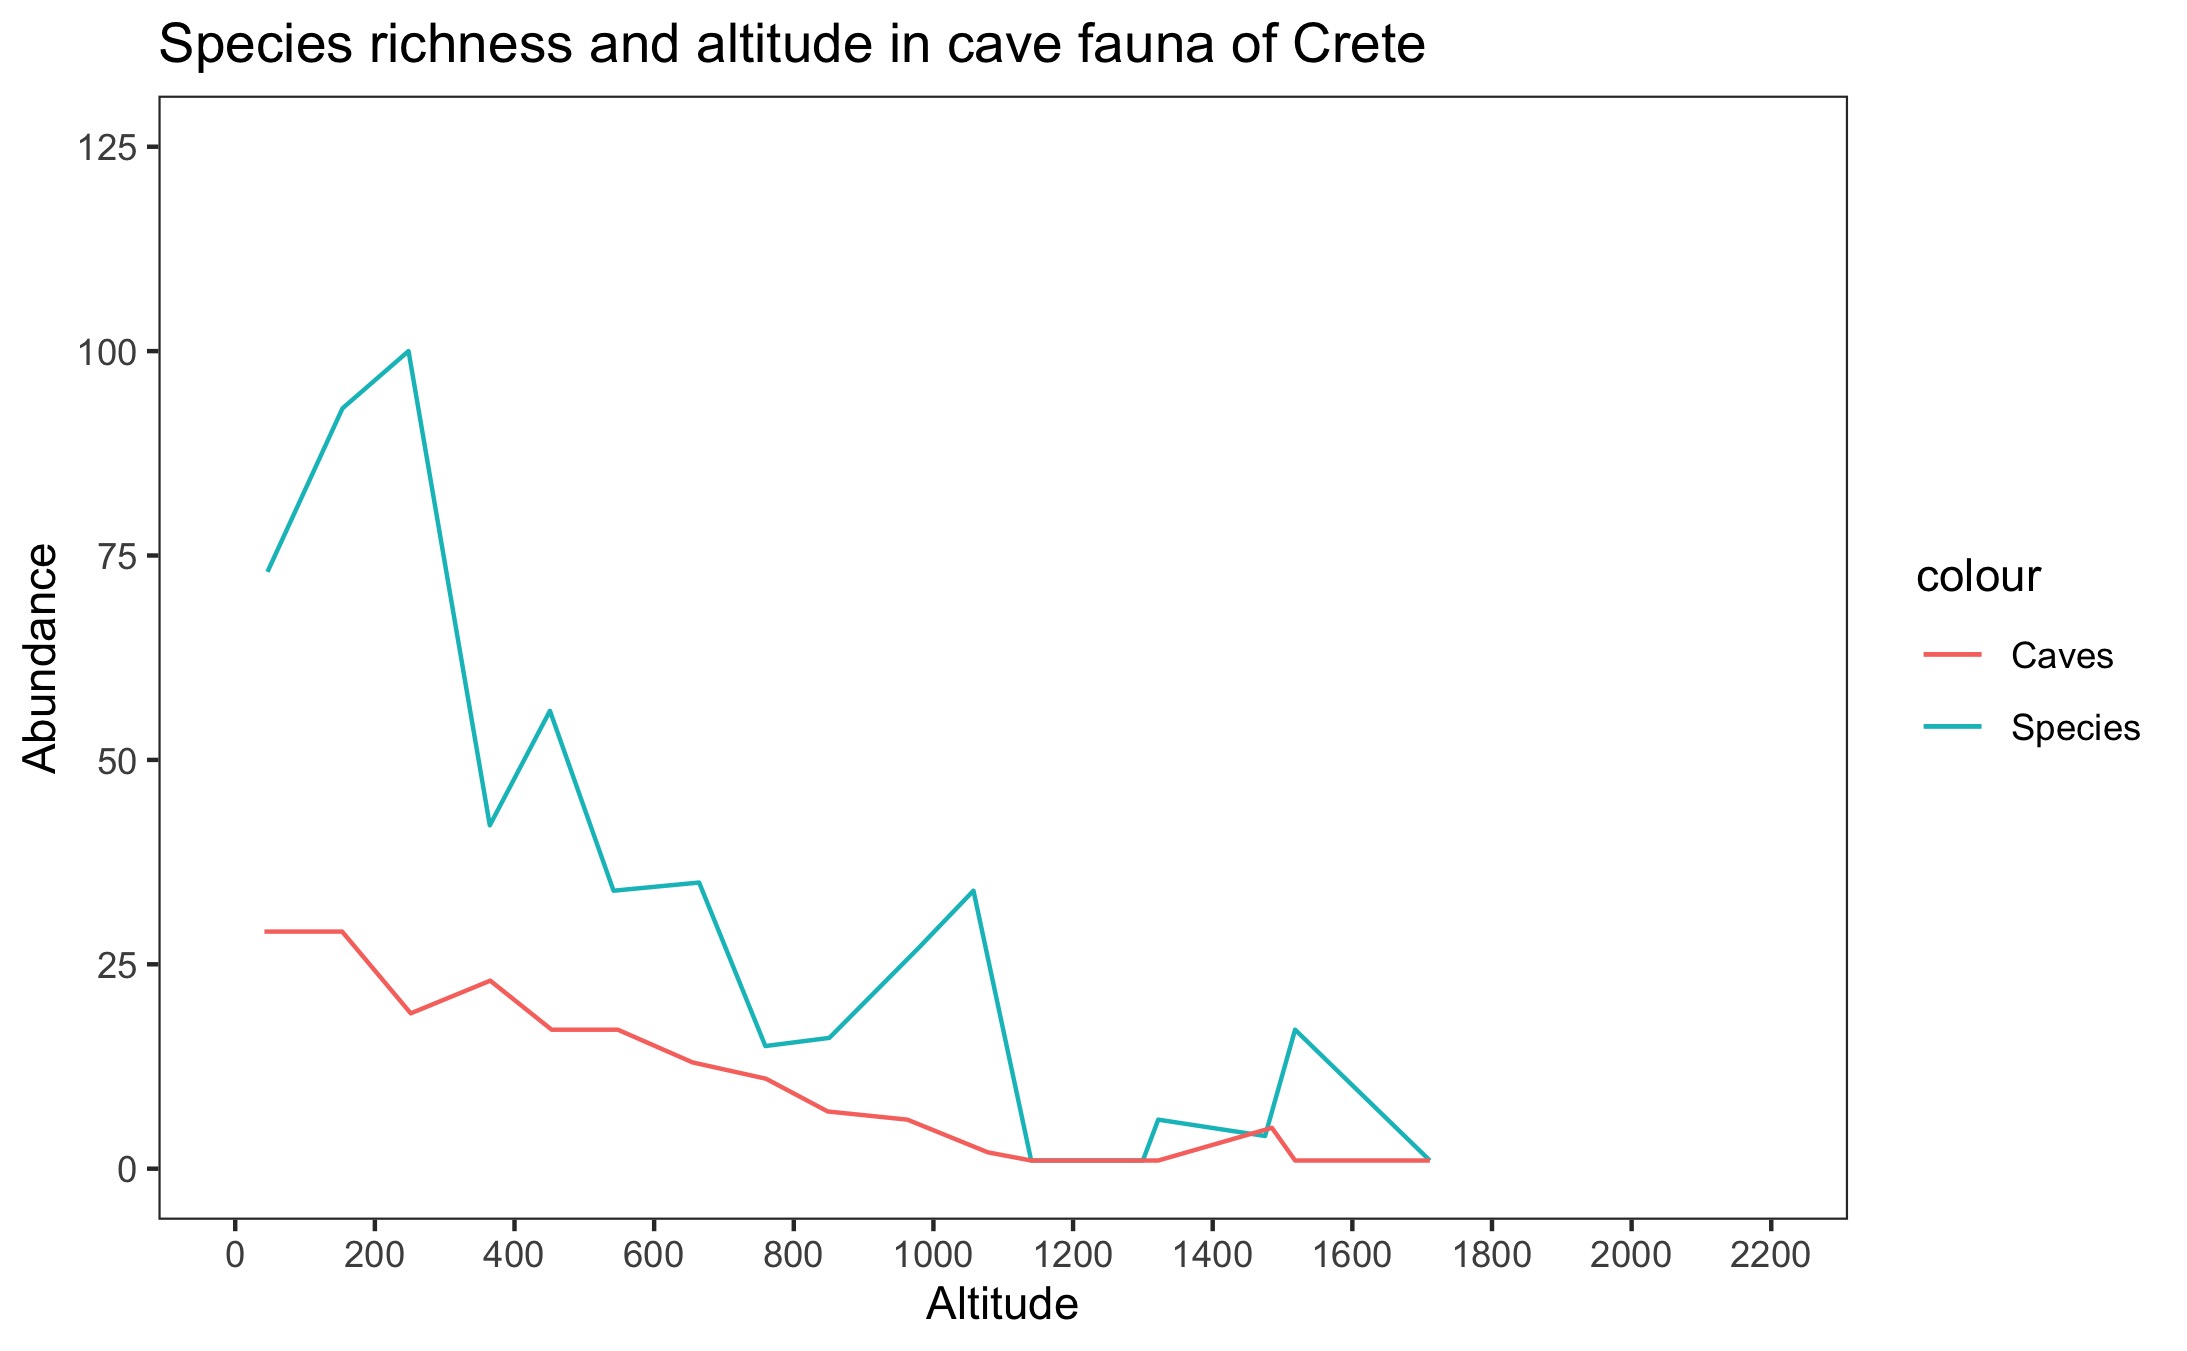 Species richness and altitude in cave fauna of Crete
125
100
75
50
25
0
Abundance
0 200 400 600 800 1000 1200 1400 1600 1800 2000 2200
Altitude
colour
Caves
Species